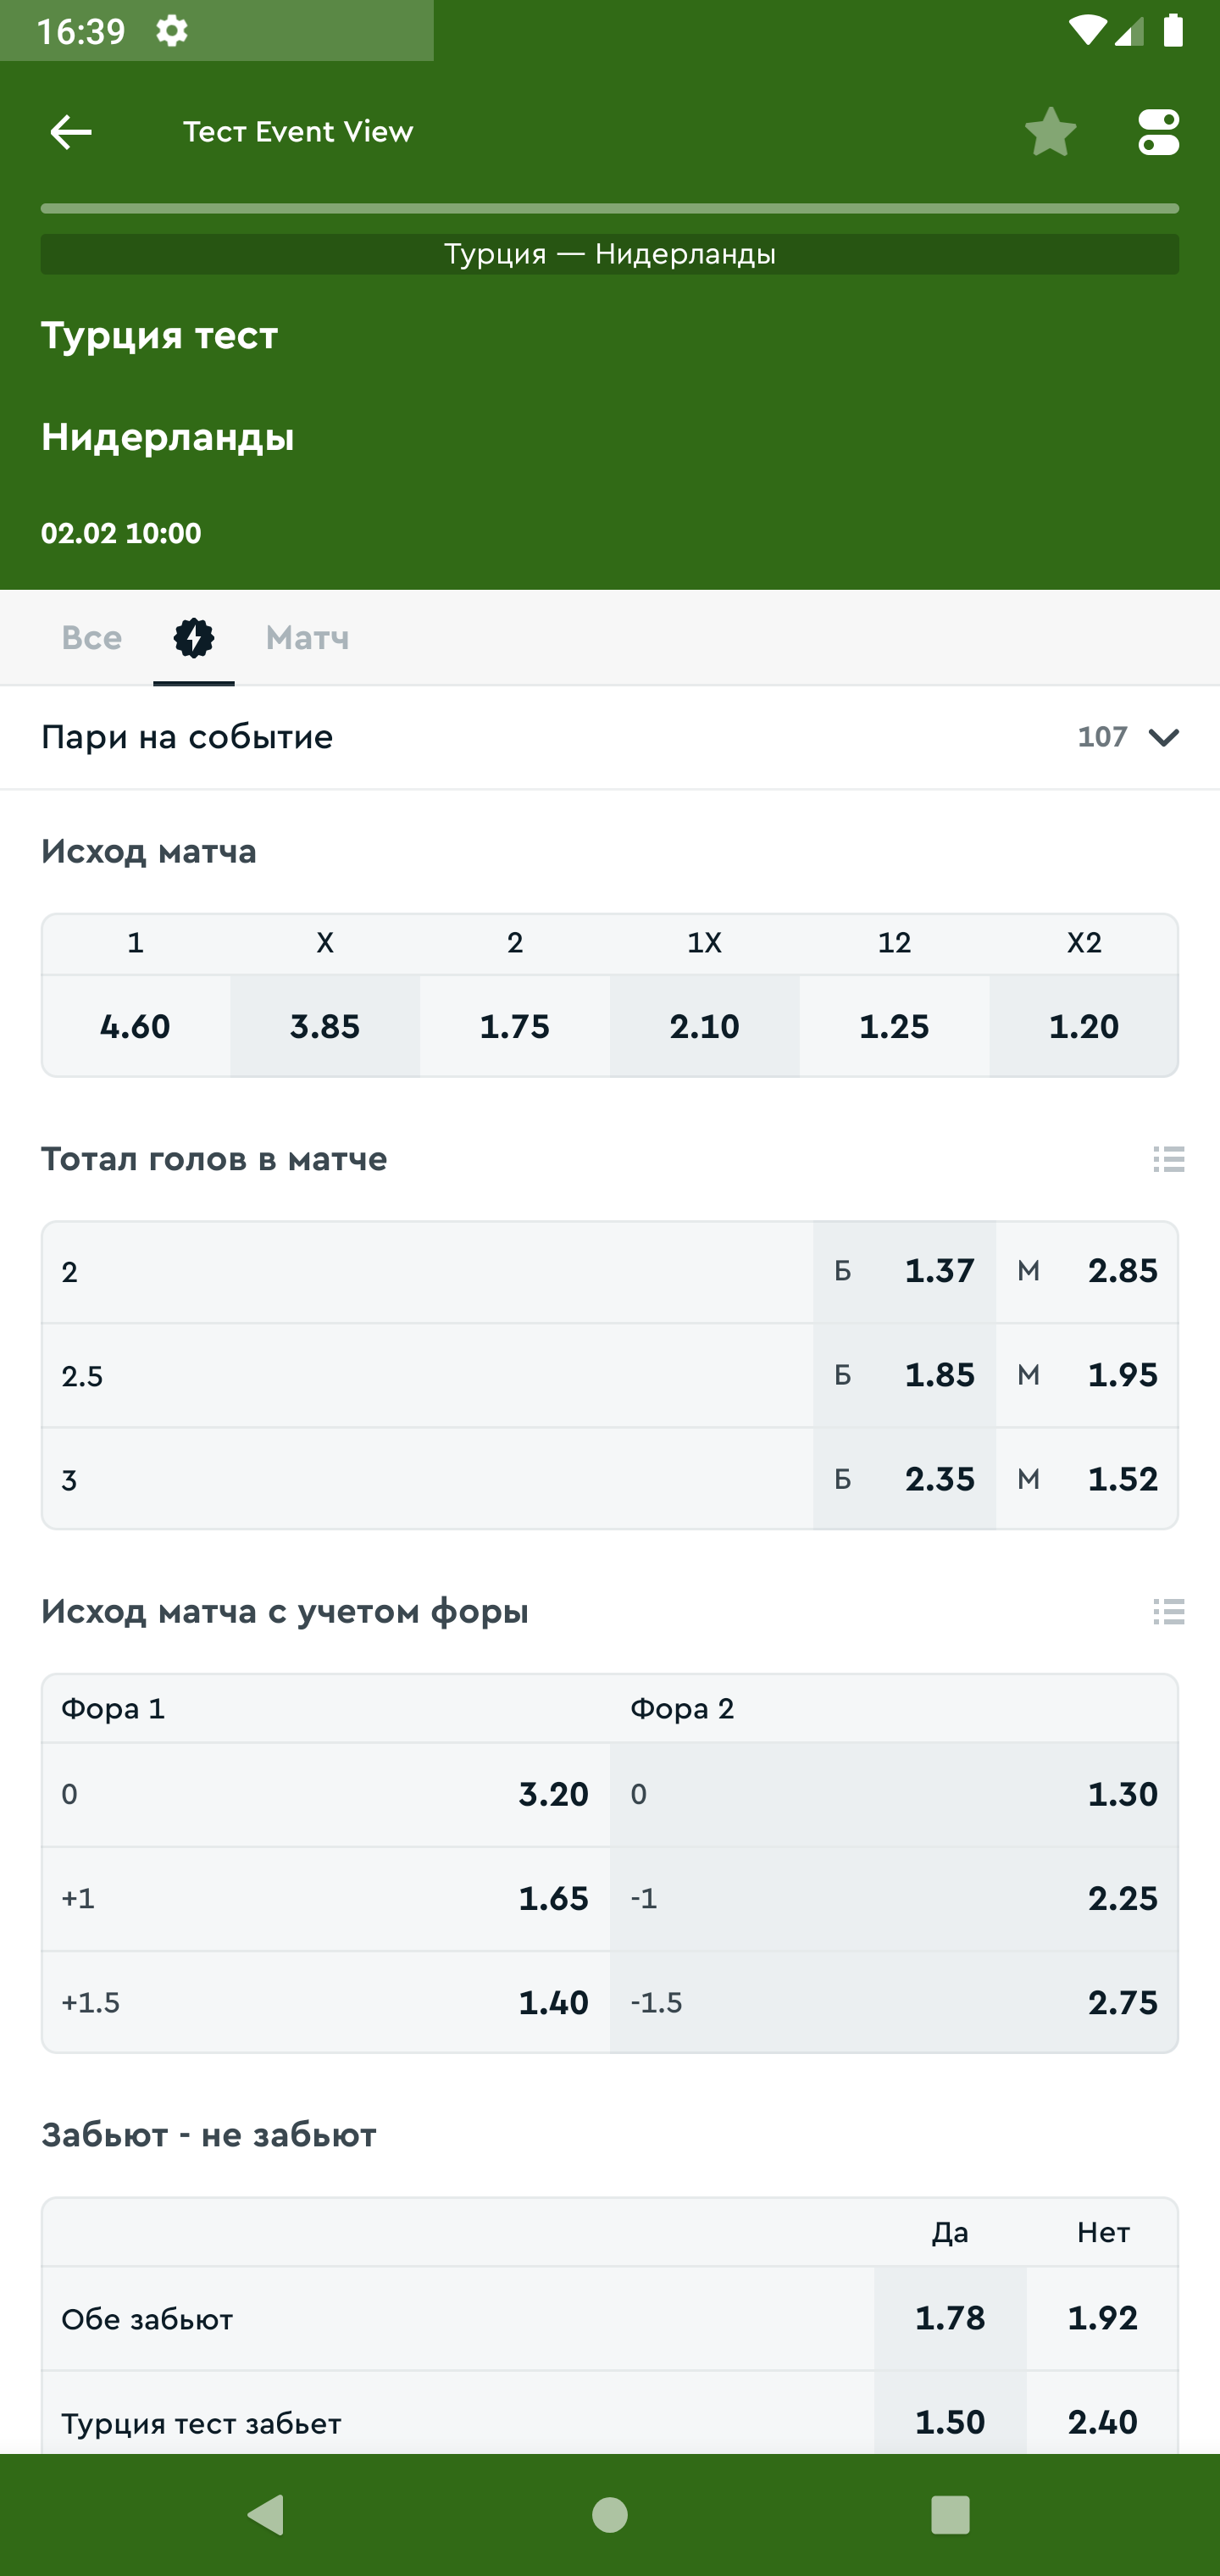 16:39
Тест Event View
Турция — Нидерланды
Турция тест
Нидерланды
02.02 10:00
Все Матч
Пари на событие 107
Исход матча
1 X 2 1X 12 X2
4.60 3.85 1.75 2.10 1.25 1.20
Тотал голов в матче
2 Б 1.37 М 2.85
2.5 Б 1.85 М 1.95
3 Б 2.35 М 1.52
Исход матча с учетом форы
Фора 1 Фора 2
0 3.20 0 1.30
+1 1.65 -1 2.25
+1.5 1.40 -1.5 2.75
Забьют - не забьют
Да Нет
Обе забьют 1.78 1.92
Турция тест забьет 1.50 2.40